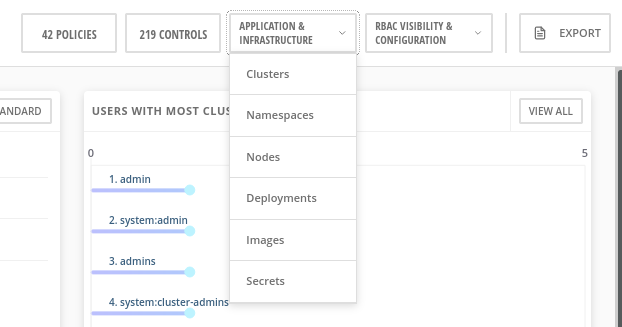 42 POLICIES
219 CONTROLS
APPLICATION &
INFRASTRUCTURE
RBAC VISIBILITY &
CONFIGURATION
EXPORT
Clusters
Namespaces
Nodes
Deployments
Images
Secrets
ANDARD
USERS WITH MOST CLUS
VIEW ALL
0
5
1. admin
2. system:admin
3. admins
4. system:cluster-admins